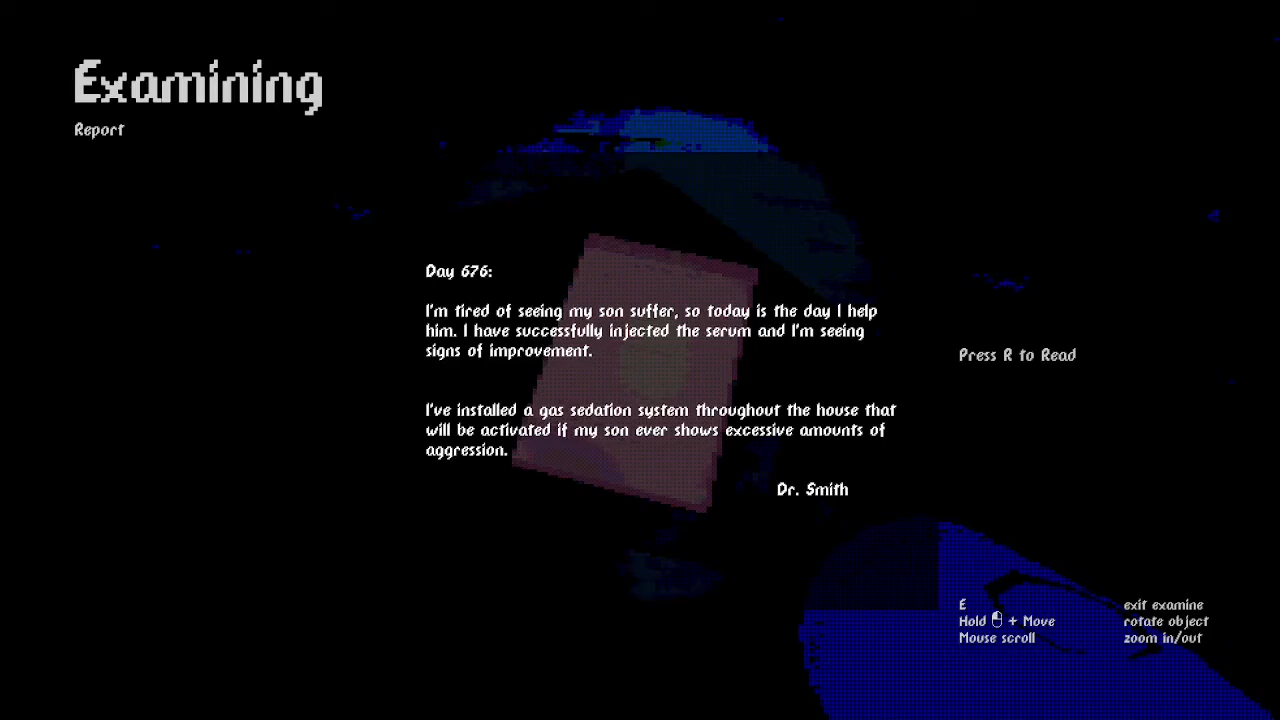 Examining
Report
Day 676:
I'm tired of seeing my son suffer, so today is the day I help
him. I have successfully injected the serum and I'm seeing
signs of improvement.
Press R to Read
I've installed a gas sedation system throughout the house that
will be activated if my son ever shows excessive amounts of
aggression.
Dr. Smith
E exit examine
Hold + Move rotate object
Mouse scroll zoom in/out